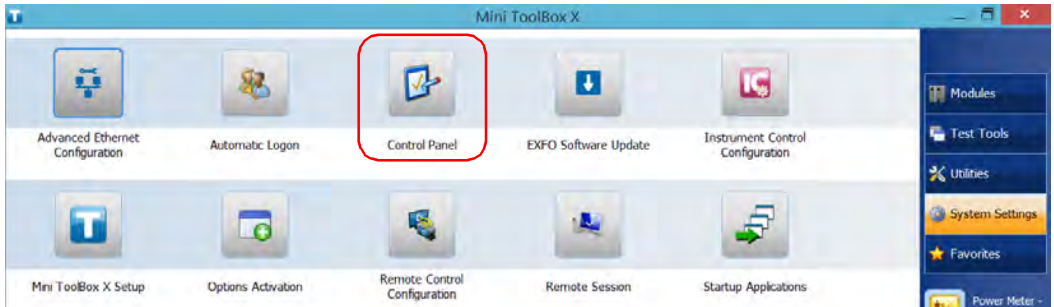 Mini ToolBox X
Modules
Advanced Ethernet
Configuration
Automatic Logon
Control Panel
EXFO Software Update
Instrument Control
Configuration
Test Tools
Utilities
System Settings
Mini ToolBox X Setup
Options Activation
Remote Control
Configuration
Remote Session
Startup Applications
Favorites
Power Meter -